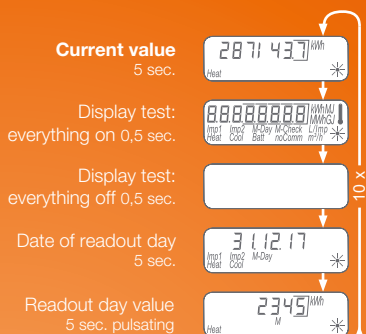 Current value
5 sec.
287143.7 kWh
Heat
Display test:
everything on 0,5 sec.
8.8.8.8.8.8.8.8 kWhMJ
MWhGJ
Imp1 Imp2 M-Day M-Check L/Imp
Heat Cool Batt noComm m³/h
Display test:
everything off 0,5 sec.
Date of readout day
5 sec.
31.12.17
Imp1 Imp2 M-Day
Heat Cool
Readout day value
5 sec. pulsating
2345 kWh
M
Heat
10 x